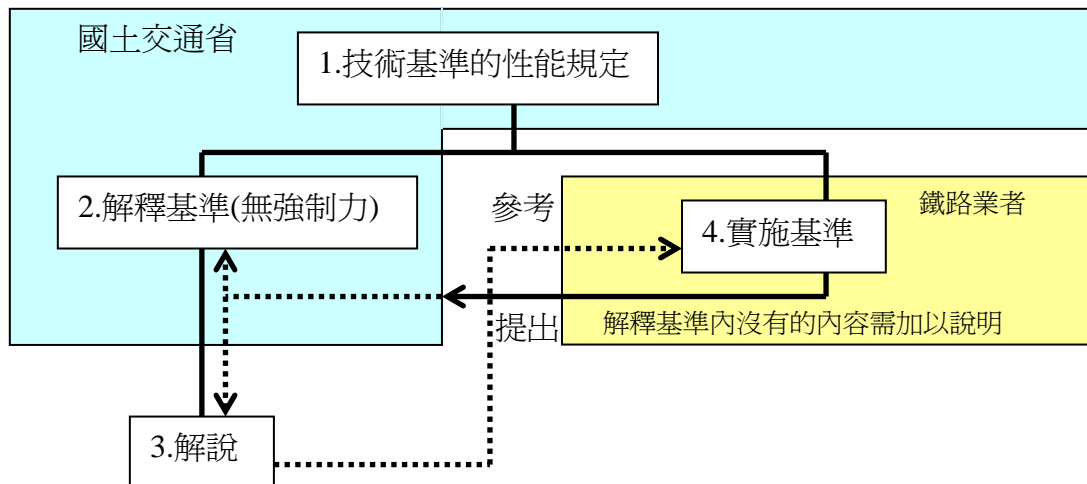 國土交通省
1.技術基準的性能規定
2.解釋基準(無強制力)
參考
鐵路業者
4.實施基準
提出
解釋基準內沒有的內容需加以說明
3.解說